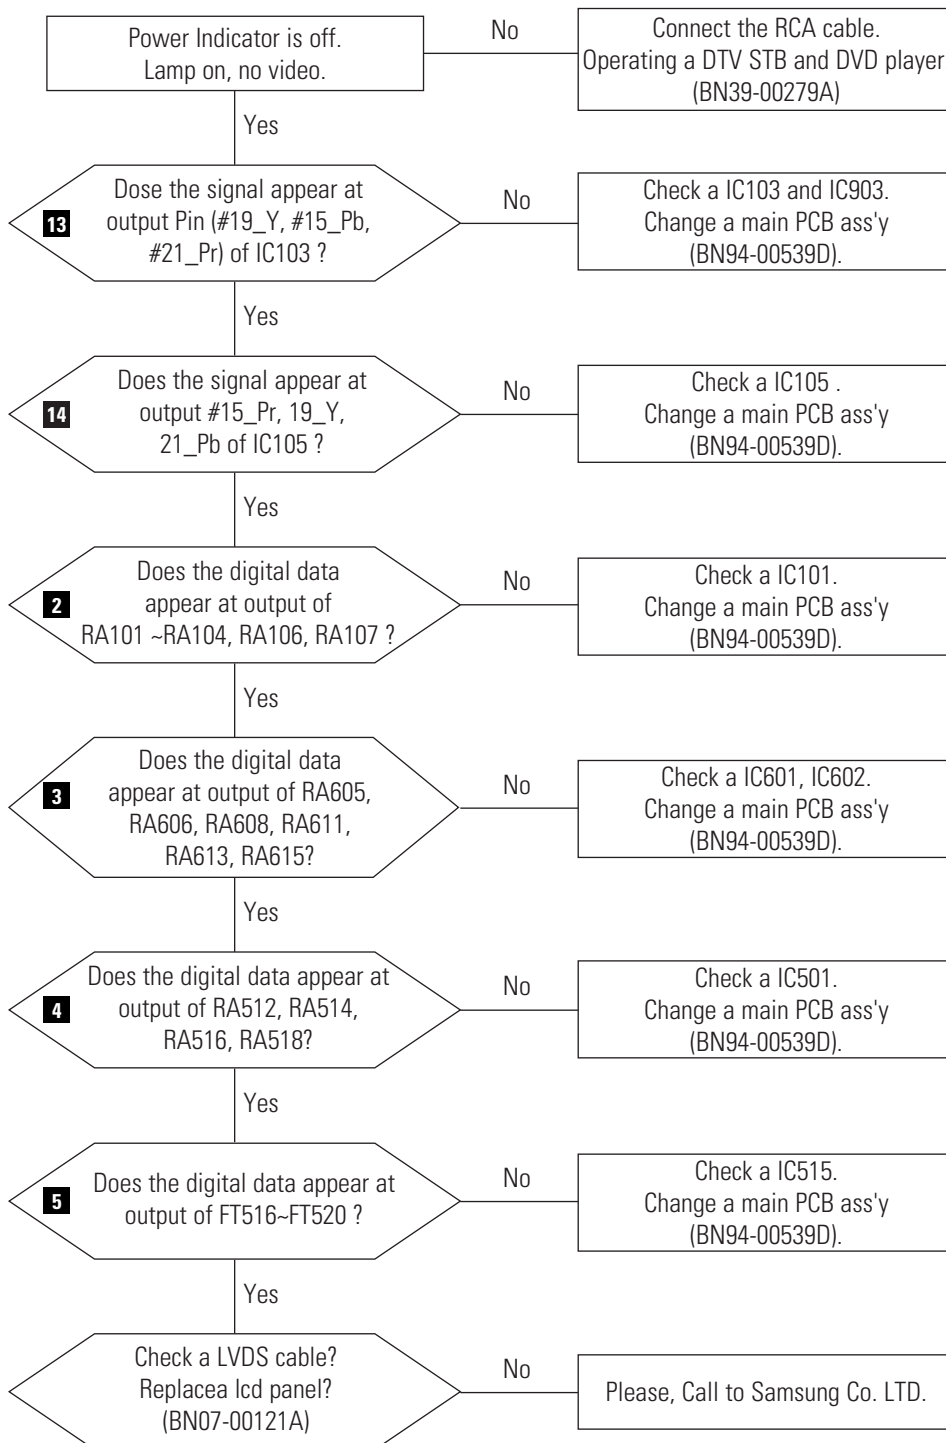 Power Indicator is off.
Lamp on, no video.
No
Connect the RCA cable.
Operating a DTV STB and DVD player
(BN39-00279A)
Yes
13
Dose the signal appear at
output Pin (#19_Y, #15_Pb,
#21_Pr) of IC103 ?
No
Check a IC103 and IC903.
Change a main PCB ass'y
(BN94-00539D).
Yes
14
Does the signal appear at
output #15_Pr, 19_Y,
21_Pb of IC105 ?
No
Check a IC105 .
Change a main PCB ass'y
(BN94-00539D).
Yes
2
Does the digital data
appear at output of
RA101 ~RA104, RA106, RA107 ?
No
Check a IC101.
Change a main PCB ass'y
(BN94-00539D).
Yes
3
Does the digital data
appear at output of RA605,
RA606, RA608, RA611,
RA613, RA615?
No
Check a IC601, IC602.
Change a main PCB ass'y
(BN94-00539D).
Yes
4
Does the digital data appear at
output of RA512, RA514,
RA516, RA518?
No
Check a IC501.
Change a main PCB ass'y
(BN94-00539D).
Yes
5
Does the digital data appear at
output of FT516~FT520 ?
No
Check a IC515.
Change a main PCB ass'y
(BN94-00539D).
Yes
Check a LVDS cable?
Replacea lcd panel?
(BN07-00121A)
No
Please, Call to Samsung Co. LTD.